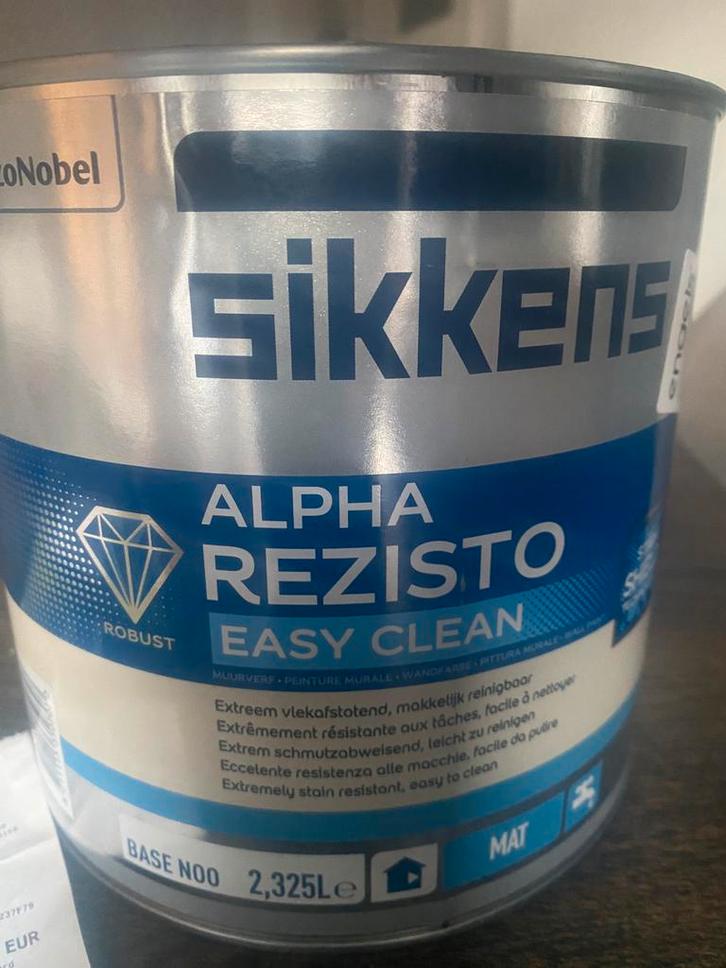 zoNobel
sikkens
engels
ALPHA
REZISTO
EASY CLEAN
ROBUST
MUURVERF • PEINTURE MURALE • WANDFARBE • PITTURA MURALE • WALL PAINT
Extreem vlekafstotend, makkelijk reinigbaar
Extrêmement résistante aux tâches, facile à nettoyer
Extrem schmutzabweisend, leicht zu reinigen
Eccelente resistenza alle macchie, facile da pulire
Extremely stain resistant, easy to clean
BASE N00 2,325L e
MAT
237F79
EUR